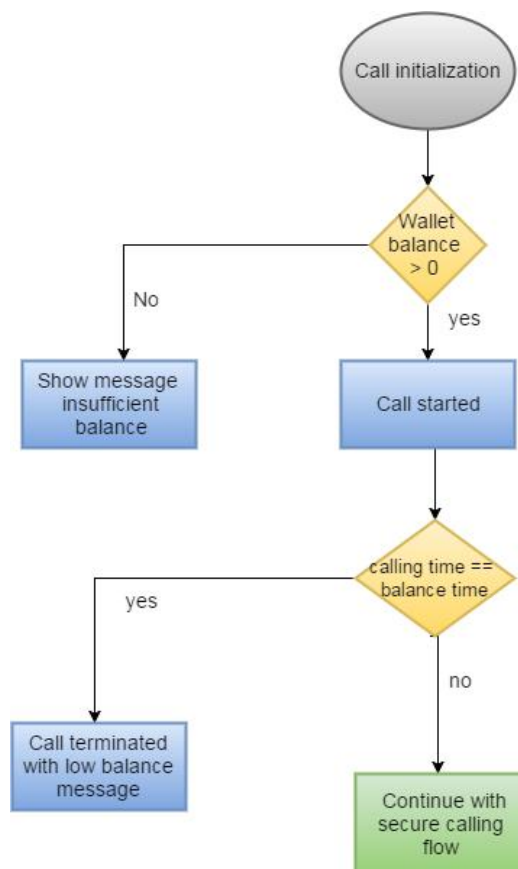 Call initialization
Wallet
balance
> 0
No
yes
Show message
insufficient
balance
Call started
calling time ==
balance time
yes
no
Call terminated
with low balance
message
Continue with
secure calling
flow